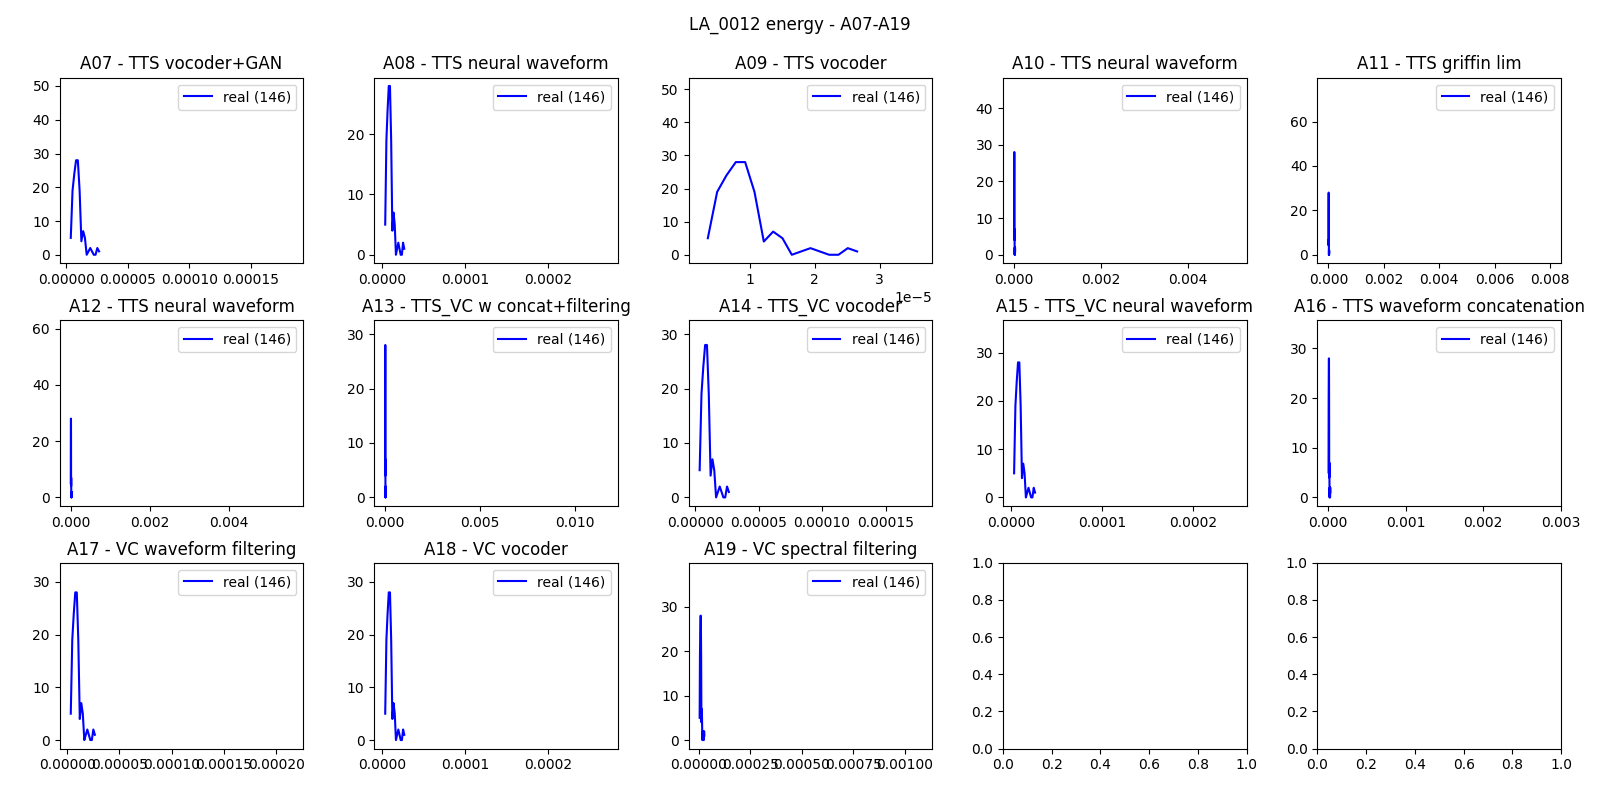 LA_0012 energy - A07-A19
A07 - TTS vocoder+GAN
50
40
30
20
10
0
0.00000 0.00005 0.00010 0.00015
real (146)
A08 - TTS neural waveform
20
10
0
0.0000 0.0001 0.0002
real (146)
A09 - TTS vocoder
50
40
30
20
10
0
1 2 3
1e−5
real (146)
A10 - TTS neural waveform
40
30
20
10
0
0.000 0.002 0.004
real (146)
A11 - TTS griffin lim
60
40
20
0
0.000 0.002 0.004 0.006 0.008
real (146)
A12 - TTS neural waveform
60
40
20
0
0.000 0.002 0.004
real (146)
A13 - TTS_VC w concat+filtering
30
20
10
0
0.000 0.005 0.010
real (146)
A14 - TTS_VC vocoder
30
20
10
0
0.00000 0.00005 0.00010 0.00015
real (146)
A15 - TTS_VC neural waveform
30
20
10
0
0.0000 0.0001 0.0002
real (146)
A16 - TTS waveform concatenation
30
20
10
0
0.000 0.001 0.002 0.003
real (146)
A17 - VC waveform filtering
30
20
10
0
0.00000 0.00005 0.00010 0.00015 0.00020
real (146)
A18 - VC vocoder
30
20
10
0
0.0000 0.0001 0.0002
real (146)
A19 - VC spectral filtering
30
20
10
0
0.00000 0.00025 0.00050 0.00075 0.00100
real (146)
1.0
0.8
0.6
0.4
0.2
0.0
0.0 0.2 0.4 0.6 0.8 1.0
1.0
0.8
0.6
0.4
0.2
0.0
0.0 0.2 0.4 0.6 0.8 1.0